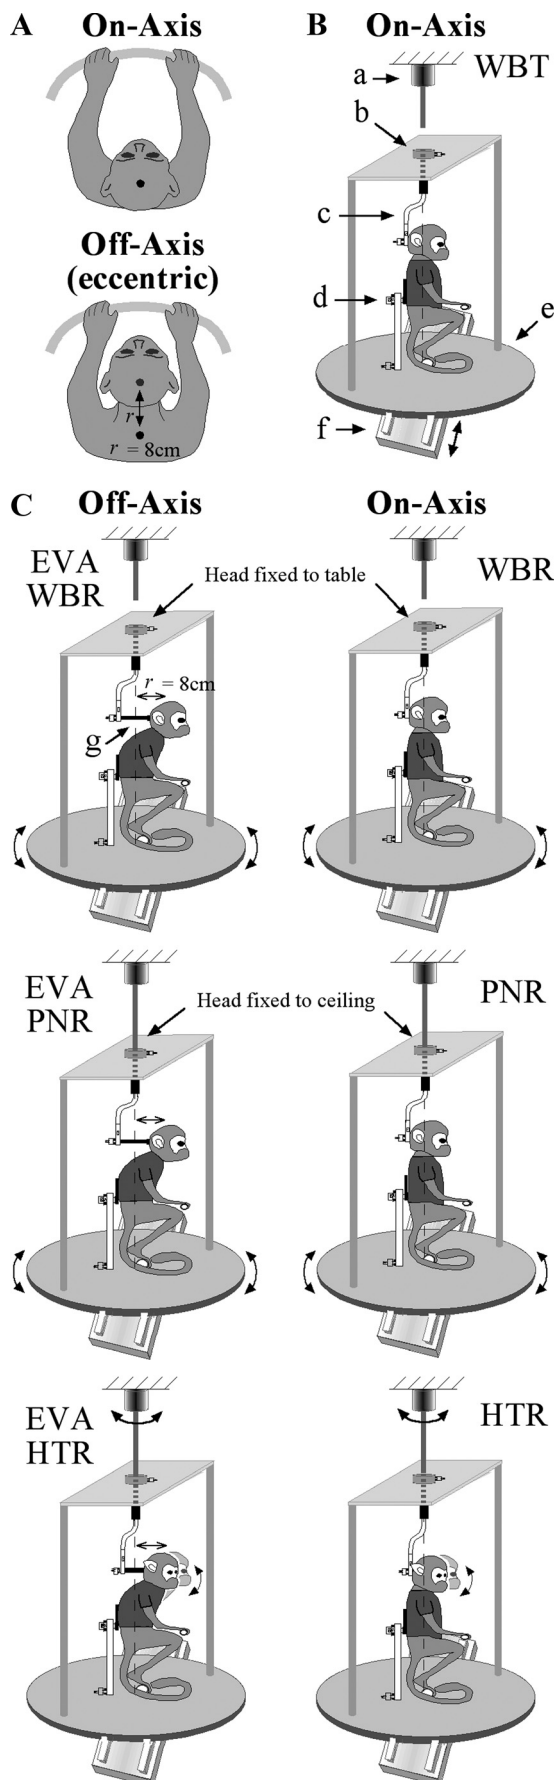 A
On-Axis
Off-Axis
(eccentric)
r
r = 8cm
B
On-Axis
WBT
a
b
c
d
e
f
C
Off-Axis
On-Axis
EVA
WBR
Head fixed to table
WBR
r = 8cm
g
EVA
PNR
Head fixed to ceiling
PNR
EVA
HTR
HTR